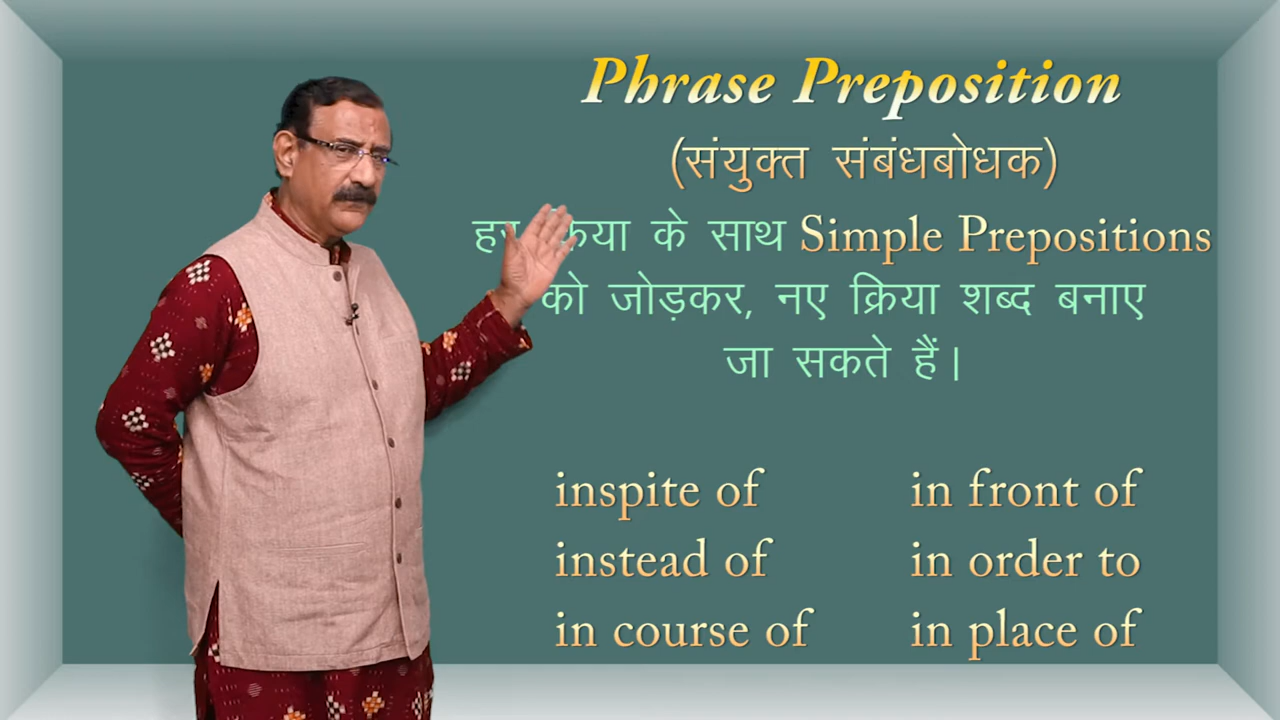 Phrase Preposition
(संयुक्त संबंधबोधक)
के साथ Simple Prepositions
को जोड़कर, नए क्रिया शब्द बनाए
जा सकते हैं।
inspite of in front of
instead of in order to
in course of in place of